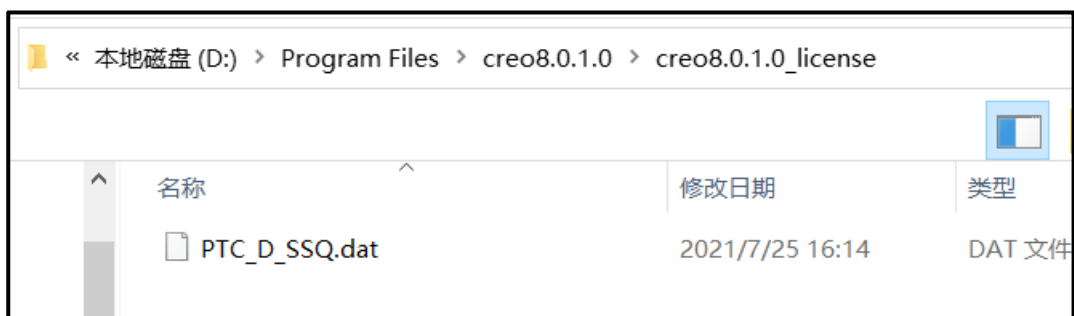 « 本地磁盘 (D:) > Program Files > creo8.0.1.0 > creo8.0.1.0_license
名称 修改日期 类型
PTC_D_SSQ.dat 2021/7/25 16:14 DAT 文件